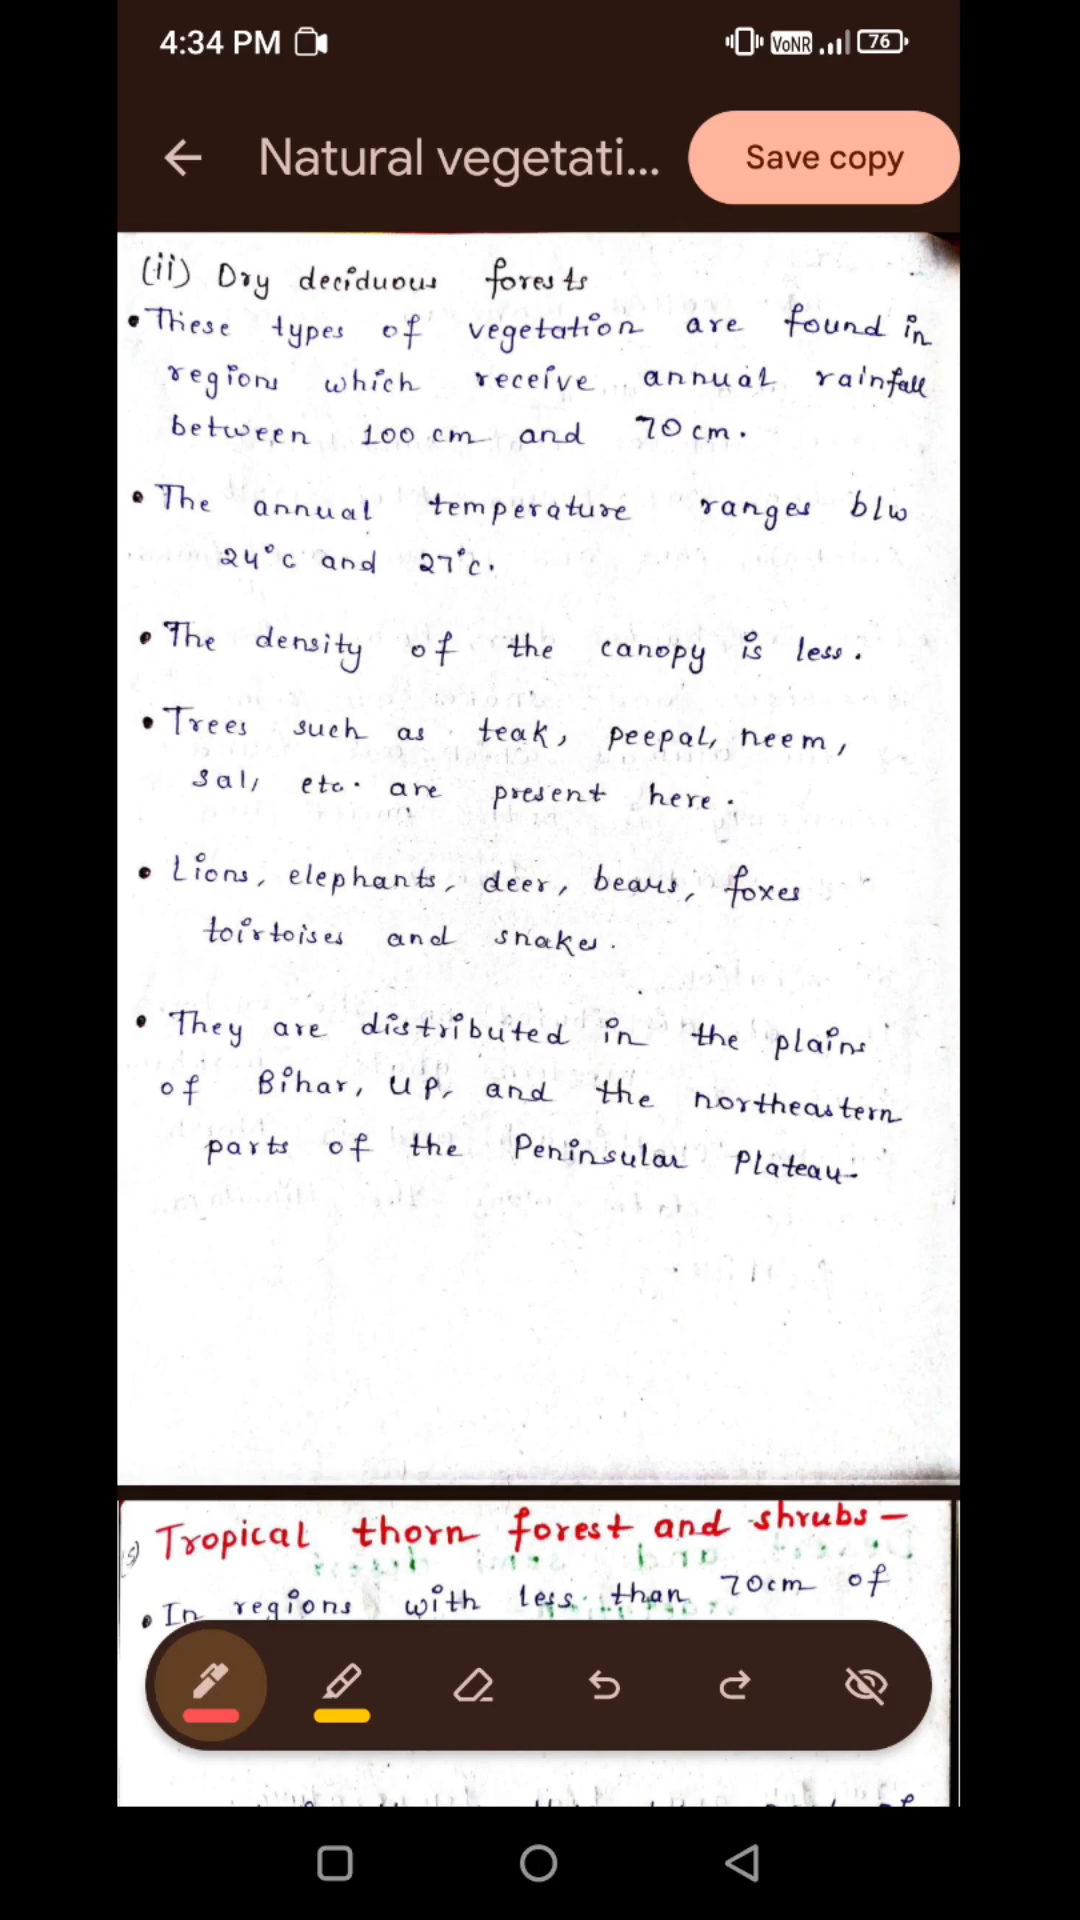 4:34 PM
VoNR 76
Natural vegetati...
Save copy
(ii) Dry deciduous forests
• These types of vegetation are found in
regions which receive annual rainfall
between 100 cm and 70 cm.
• The annual temperature ranges b/w
24°c and 27°c.
• The density of the canopy is less.
• Trees such as teak, peepal, neem,
sal, etc. are present here.
• Lions, elephants, deer, bears, foxes
toirtoises and snakes.
• They are distributed in the plains
of Bihar, UP, and the northeastern
parts of the Peninsular Plateau-
Tropical thorn forest and shrubs –
• In regions with less than 70cm of